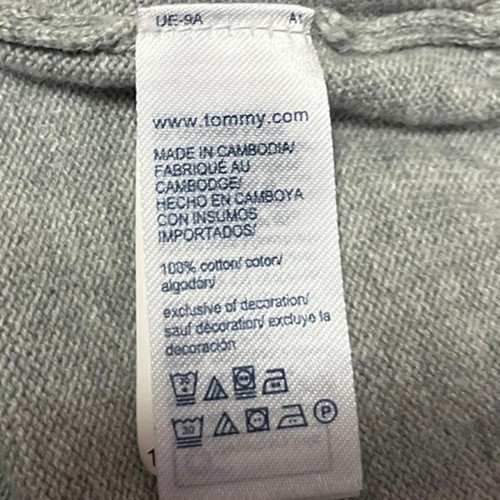 UE-9A A1
www.tommy.com
MADE IN CAMBODIA/
FABRIQUÉ AU
CAMBODGE/
HECHO EN CAMBOYA
CON INSUMOS
IMPORTADOS/
100% cotton/ coton/
algodón/
exclusive of decoration/
sauf décoration/ excluye la
decoración
30
30 P
1